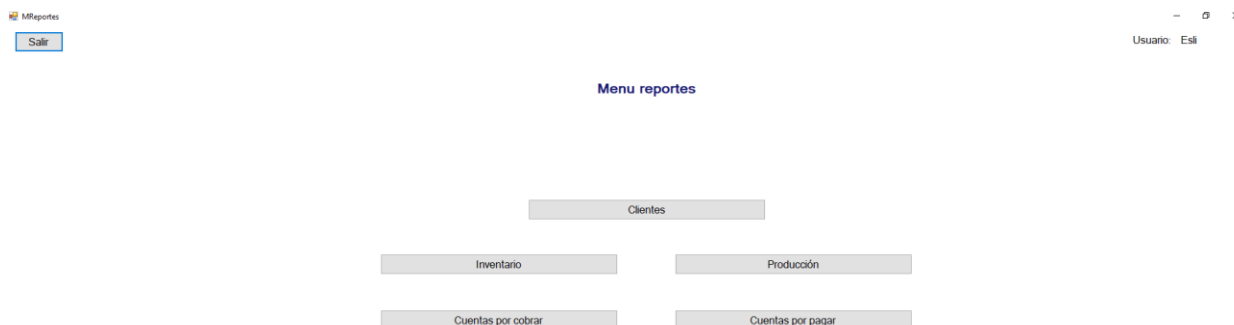 MReportes
Salir
Usuario: Esli
Menu reportes
Clientes
Inventario
Producción
Cuentas por cobrar
Cuentas por pagar